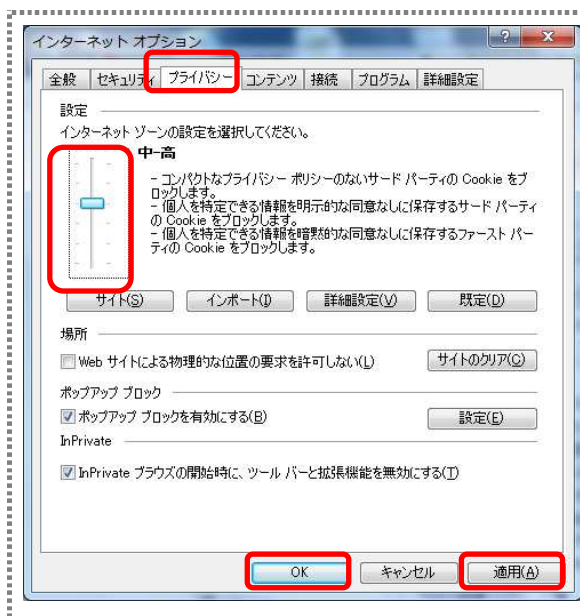 インターネット オプション
全般 セキュリティ プライバシー コンテンツ 接続 プログラム 詳細設定
設定
インターネット ゾーンの設定を選択してください。
中-高
- コンパクトなプライバシー ポリシーのないサード パーティの Cookie をブ
ロックします。
- 個人を特定できる情報を明示的な同意なしに保存するサード パーティ
の Cookie をブロックします。
- 個人を特定できる情報を暗黙的な同意なしに保存するファースト パー
ティの Cookie をブロックします。
サイト(S) インポート(I) 詳細設定(V) 既定(D)
場所
Web サイトによる物理的な位置の要求を許可しない(L) サイトのクリア(C)
ポップアップ ブロック
ポップアップ ブロックを有効にする(B) 設定(E)
InPrivate
InPrivate ブラウズの開始時に、ツール バーと拡張機能を無効にする(T)
OK キャンセル 適用(A)